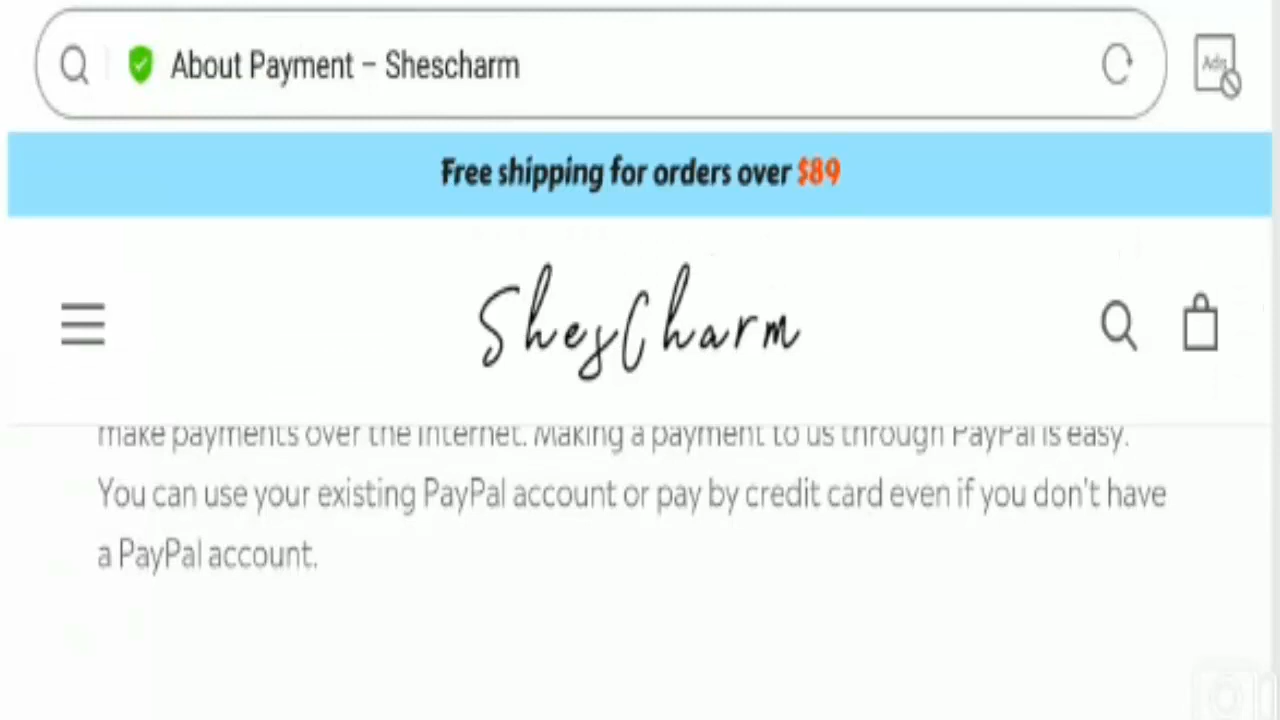 About Payment – Shescharm
Ads
Free shipping for orders over $89
ShesCharm
make payments over the Internet. Making a payment to us through PayPal is easy.
You can use your existing PayPal account or pay by credit card even if you don't have
a PayPal account.